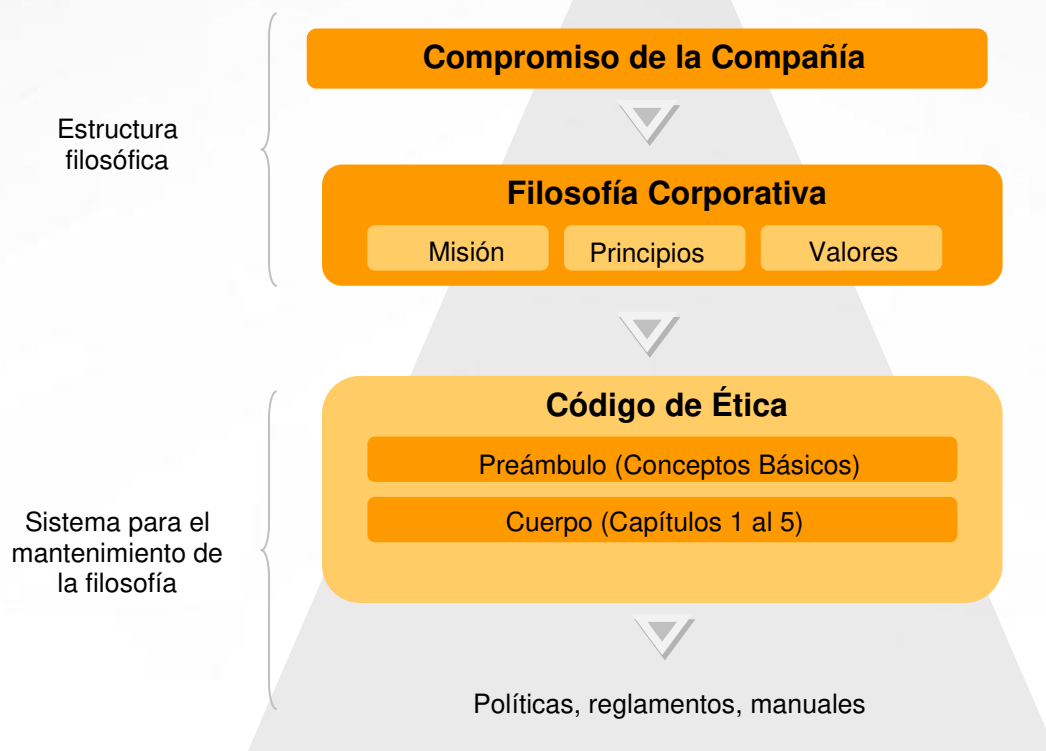 Compromiso de la Compañía
Estructura
filosófica
Filosofía Corporativa
Misión
Principios
Valores
Código de Ética
Preámbulo (Conceptos Básicos)
Cuerpo (Capítulos 1 al 5)
Sistema para el
mantenimiento de
la filosofía
Políticas, reglamentos, manuales